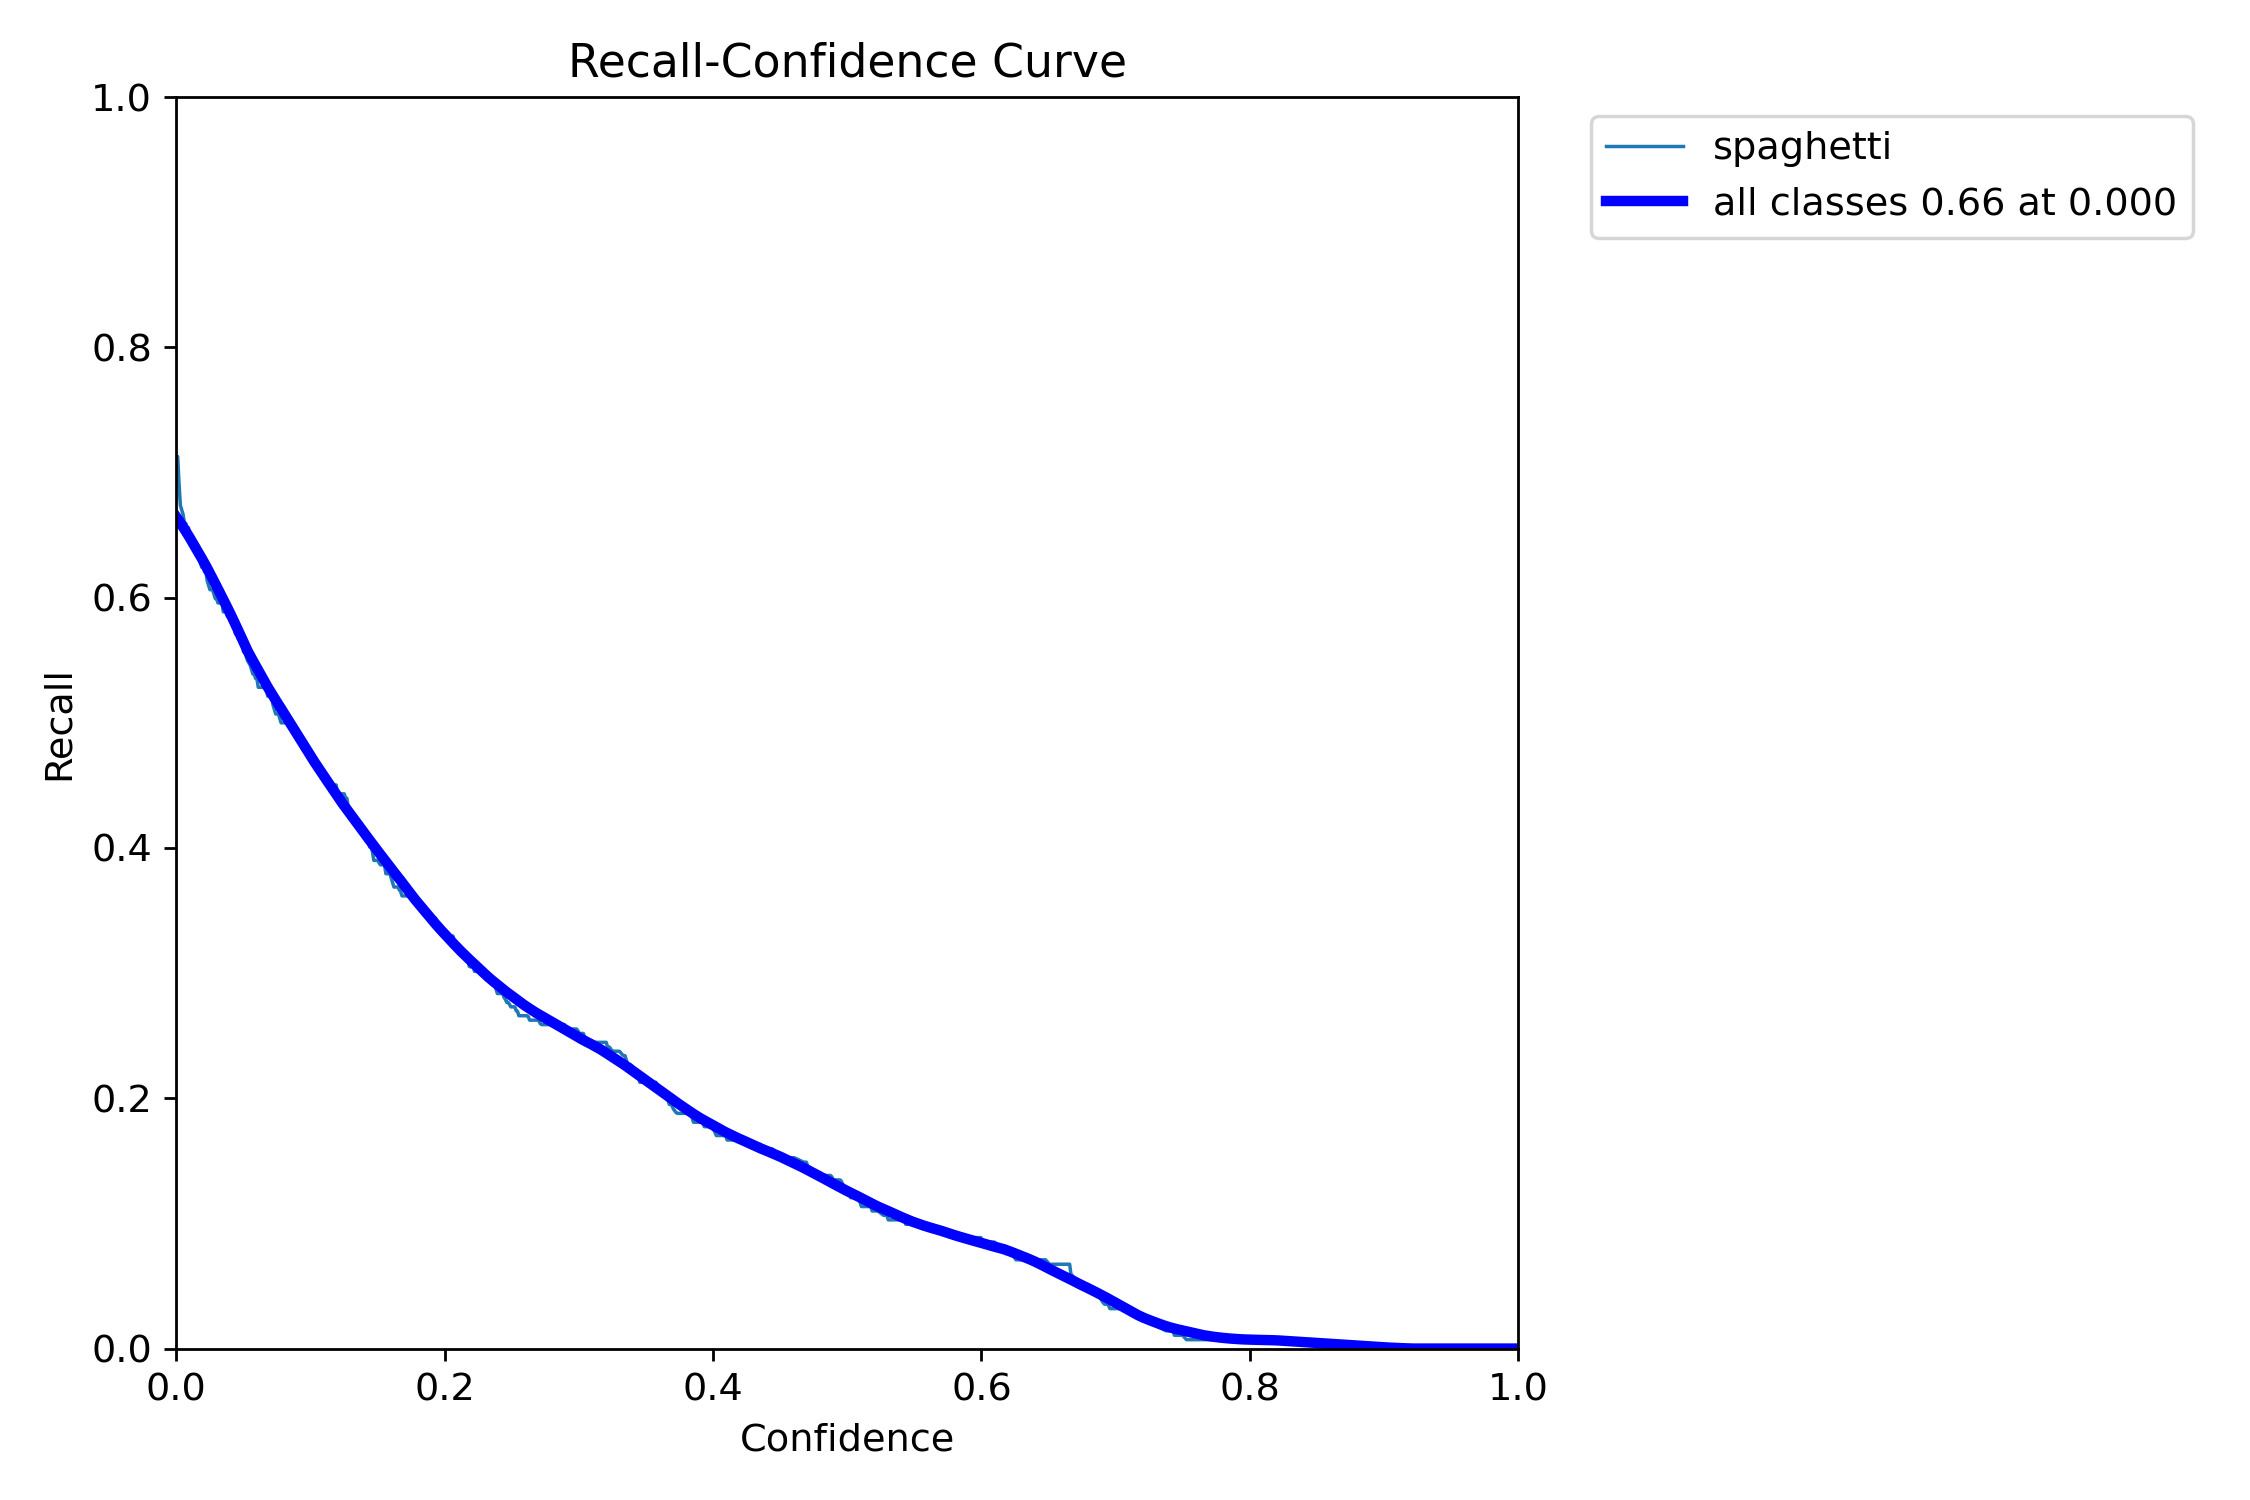 Recall-Confidence Curve
1.0
0.8
0.6
0.4
0.2
0.0
Recall
0.0 0.2 0.4 0.6 0.8 1.0
Confidence
spaghetti
all classes 0.66 at 0.000